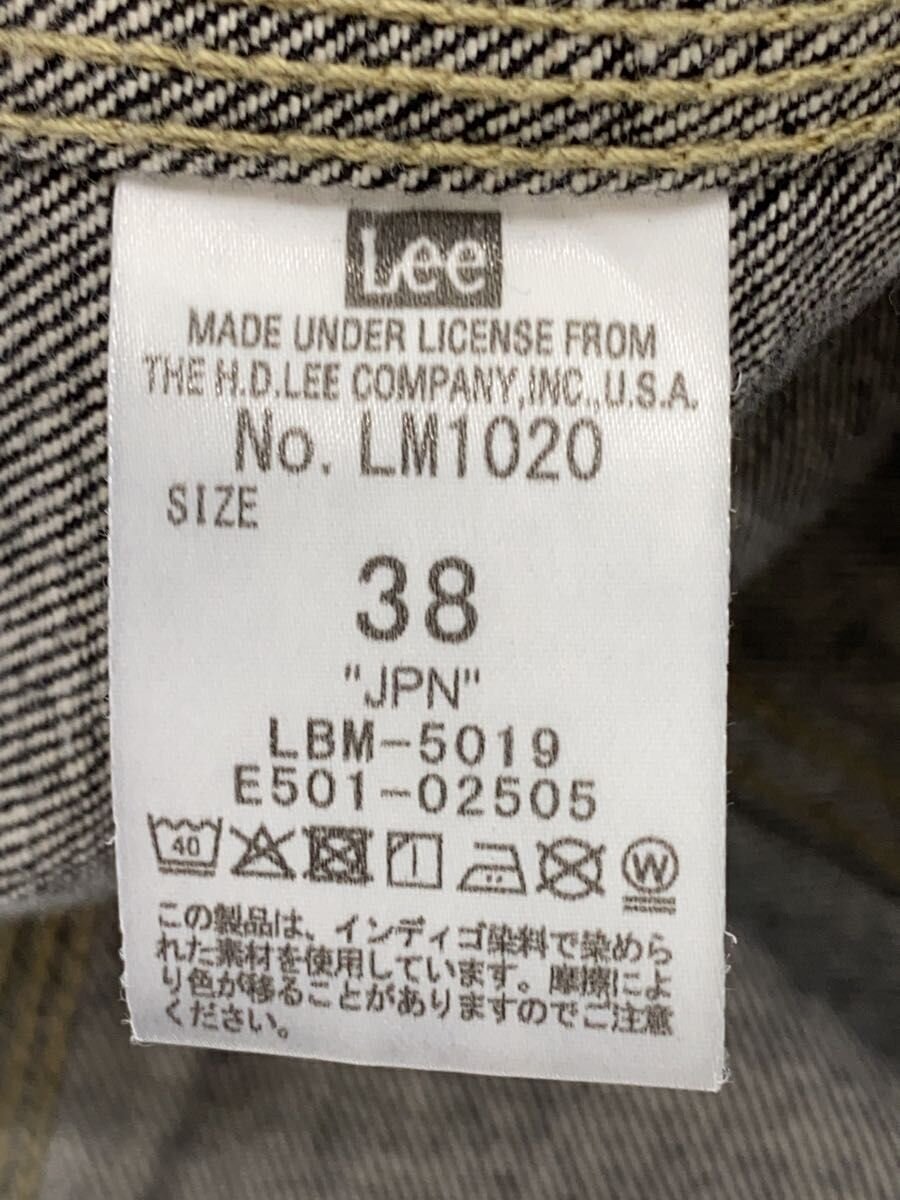 Lee
MADE UNDER LICENSE FROM
THE H.D.LEE COMPANY,INC.,U.S.A.
No. LM1020
SIZE
38
"JPN"
LBM-5019
E501-02505
40
W
この製品は、インディゴ染料で染めら
れた素材を使用しています。摩擦によ
り色が移ることがありますのでご注意
ください。